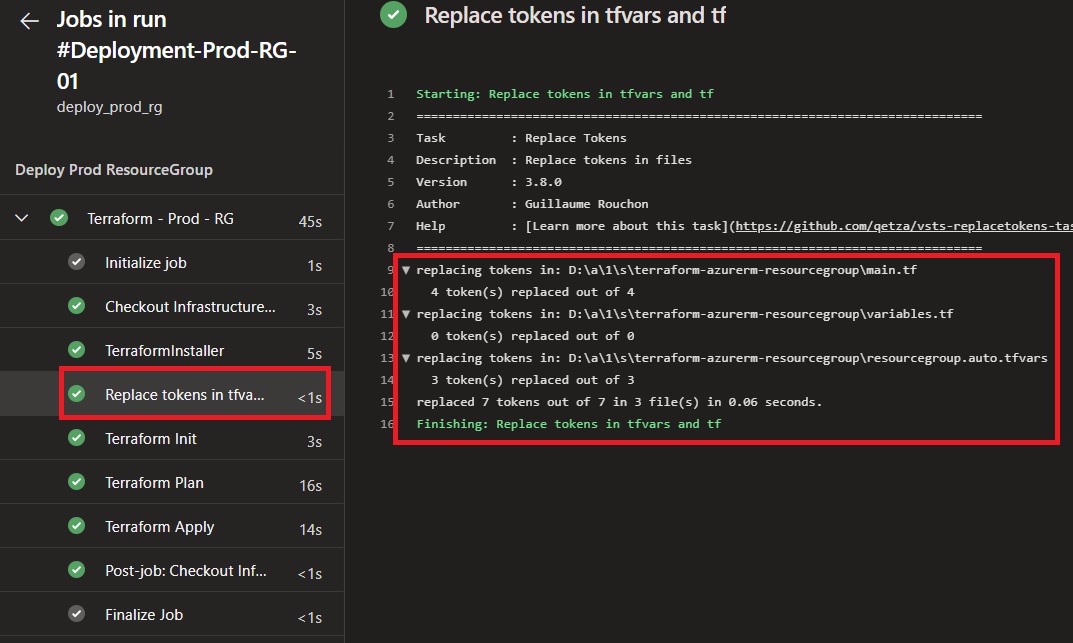 Jobs in run
#Deployment-Prod-RG-
01
deploy_prod_rg
Deploy Prod ResourceGroup
Terraform - Prod - RG 45s
Initialize job 1s
Checkout Infrastructure... 3s
TerraformInstaller 5s
Replace tokens in tfva... <1s
Terraform Init 3s
Terraform Plan 16s
Terraform Apply 14s
Post-job: Checkout Inf... <1s
Finalize Job <1s
Replace tokens in tfvars and tf
1 Starting: Replace tokens in tfvars and tf
2 ==============================================================================
3 Task : Replace Tokens
4 Description : Replace tokens in files
5 Version : 3.8.0
6 Author : Guillaume Rouchon
7 Help : [Learn more about this task](https://github.com/qetza/vsts-replacetokens-tas
8 ==============================================================================
9 replacing tokens in: D:\a\1\s\terraform-azurerm-resourcegroup\main.tf
10 4 token(s) replaced out of 4
11 replacing tokens in: D:\a\1\s\terraform-azurerm-resourcegroup\variables.tf
12 0 token(s) replaced out of 0
13 replacing tokens in: D:\a\1\s\terraform-azurerm-resourcegroup\resourcegroup.auto.tfvars
14 3 token(s) replaced out of 3
15 replaced 7 tokens out of 7 in 3 file(s) in 0.06 seconds.
16 Finishing: Replace tokens in tfvars and tf